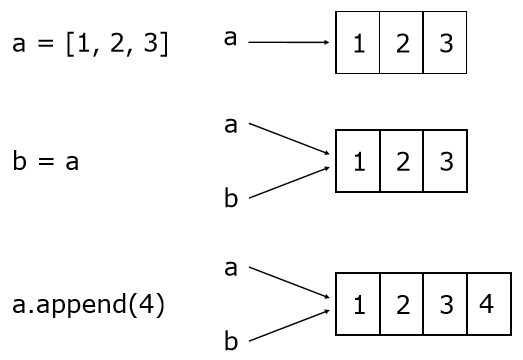 a = [1, 2, 3] a 1 2 3
a
b = a 1 2 3
b
a
a.append(4) 1 2 3 4
b